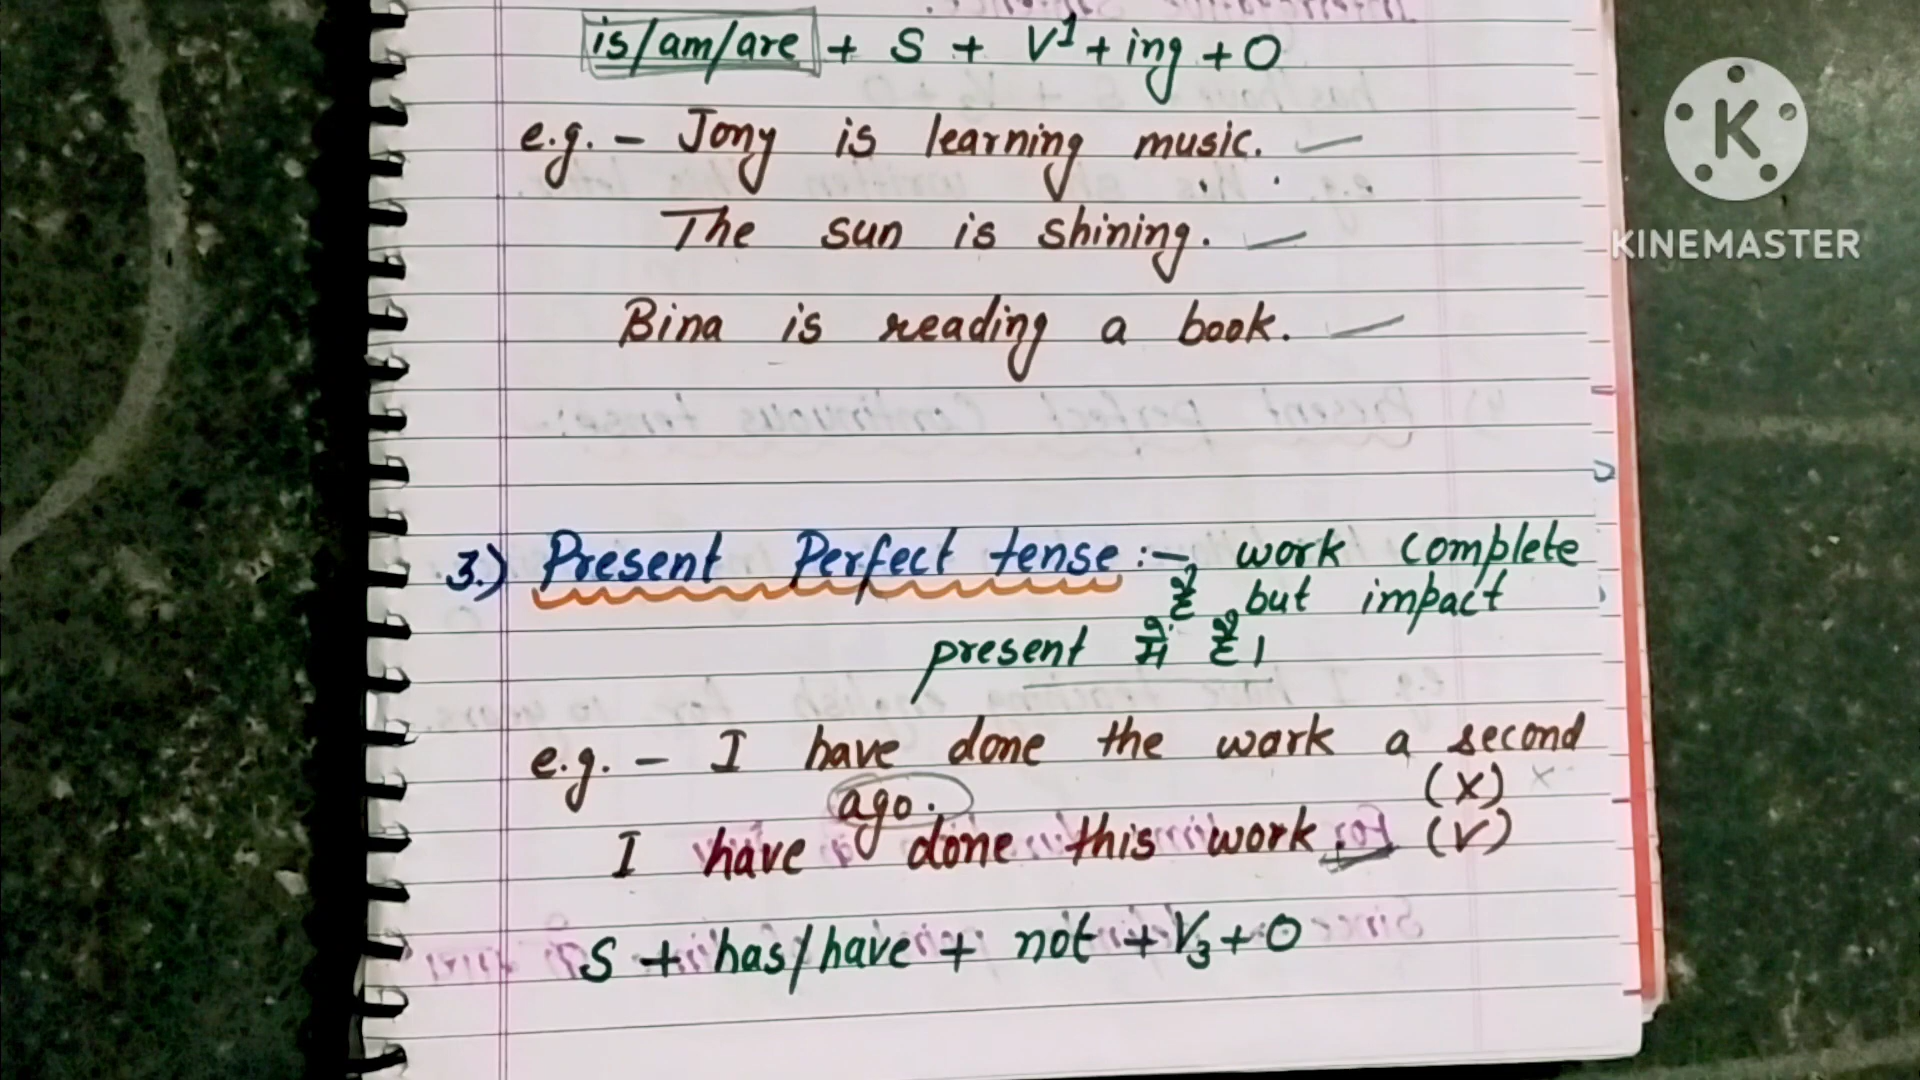 is/am/are + S + V¹ + ing + O
e.g. - Jony is learning music.
The sun is shining.
Bina is reading a book.
3.) Present Perfect tense :- work complete
है but impact
present में है।
e.g. - I have done the work a second
ago. (X) X
I have done this work. (V)
S + has/have + not + V₃ + O
K
KINEMASTER